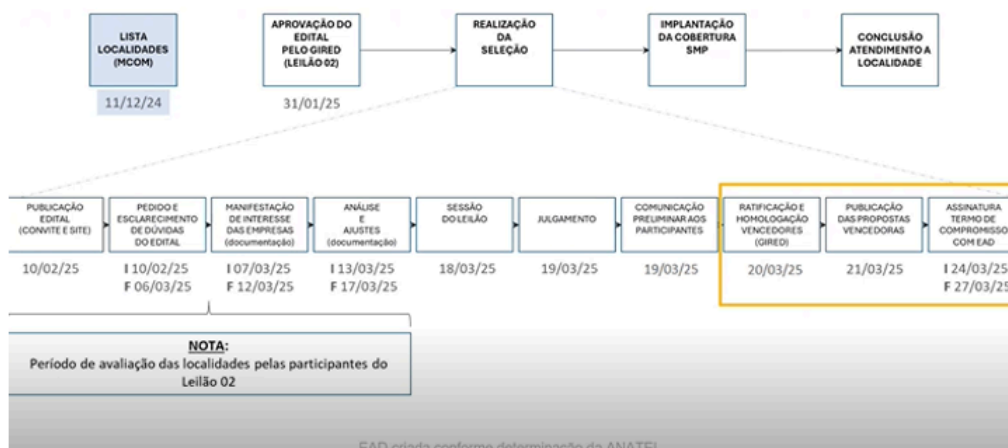 LISTA
LOCALIDADES
(MCOM)
11/12/24
APROVAÇÃO DO
EDITAL
PELO GIRED
(LEILÃO 02)
31/01/25
REALIZAÇÃO
DA
SELEÇÃO
IMPLANTAÇÃO
DA COBERTURA
SMP
CONCLUSÃO
ATENDIMENTO A
LOCALIDADE
PUBLICAÇÃO
EDITAL
(CONVITE E SITE)
10/02/25
PEDIDO E
ESCLARECIMENTO
DE DÚVIDAS
DO EDITAL
I 10/02/25
F 06/03/25
MANIFESTAÇÃO
DE INTERESSE
DAS EMPRESAS
(documentação)
I 07/03/25
F 12/03/25
ANÁLISE
E
AJUSTES
(documentação)
I 13/03/25
F 17/03/25
SESSÃO
DO LEILÃO
18/03/25
JULGAMENTO
19/03/25
COMUNICAÇÃO
PRELIMINAR AOS
PARTICIPANTES
19/03/25
RATIFICAÇÃO E
HOMOLOGAÇÃO
VENCEDORES
(GIRED)
20/03/25
PUBLICAÇÃO
DAS PROPOSTAS
VENCEDORAS
21/03/25
ASSINATURA
TERMO DE
COMPROMISSO
COM EAD
I 24/03/25
F 27/03/25
NOTA:
Período de avaliação das localidades pelas participantes do
Leilão 02
EAD criada conforme determinação da ANATEL